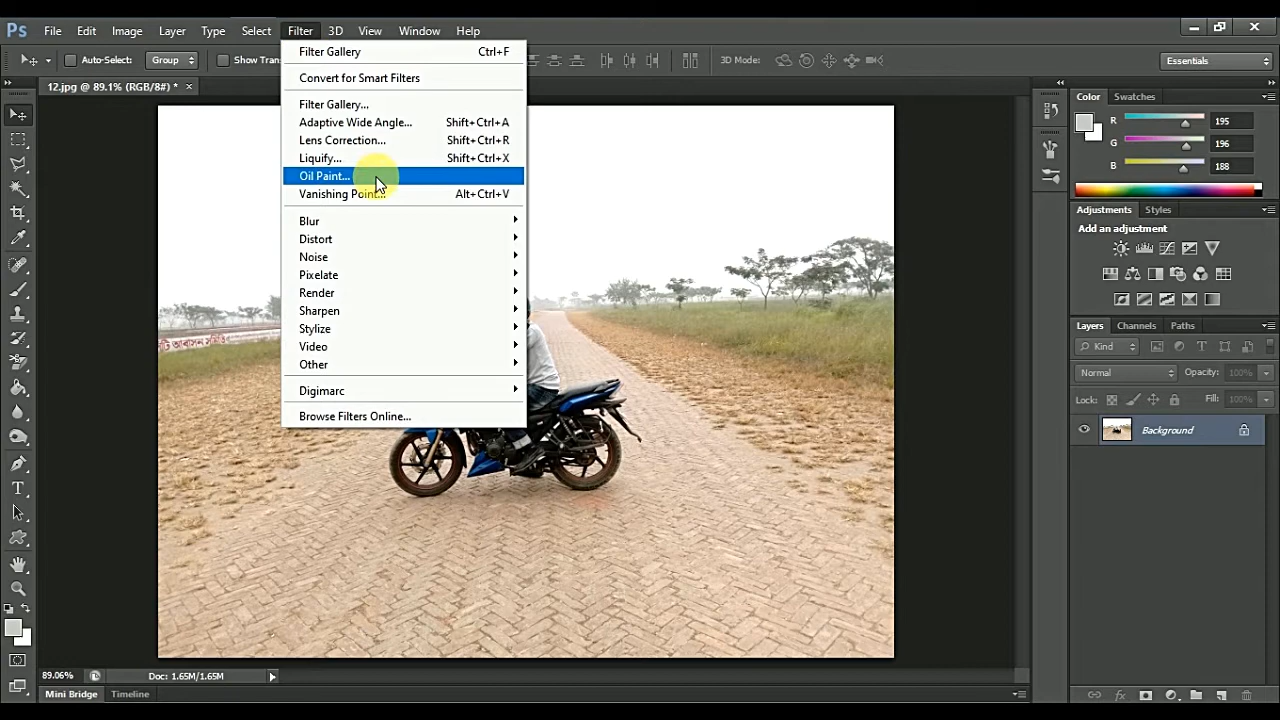 Ps File Edit Image Layer Type Select Filter 3D View Window Help
Auto-Select: Group Show Tran 3D Mode: Essentials
12.jpg @ 89.1% (RGB/8#) * ×
Filter Gallery Ctrl+F
Convert for Smart Filters
Filter Gallery...
Adaptive Wide Angle... Shift+Ctrl+A
Lens Correction... Shift+Ctrl+R
Liquify... Shift+Ctrl+X
Oil Paint...
Vanishing Point... Alt+Ctrl+V
Blur
Distort
Noise
Pixelate
Render
Sharpen
Stylize
Video
Other
Digimarc
Browse Filters Online...
Color Swatches
R 195
G 196
B 188
Adjustments Styles
Add an adjustment
Layers Channels Paths
Kind
Normal Opacity: 100%
Lock: Fill: 100%
Background
89.06% Doc: 1.65M/1.65M
Mini Bridge Timeline